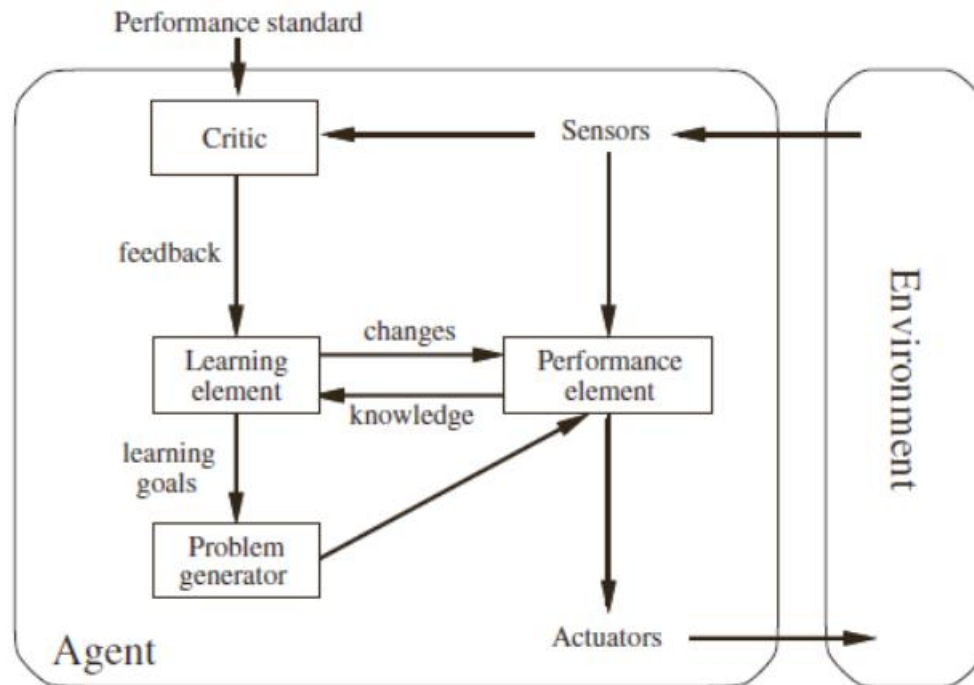 Performance standard
Critic
Sensors
feedback
changes
Learning
element
Performance
element
knowledge
learning
goals
Problem
generator
Agent
Actuators
Environment